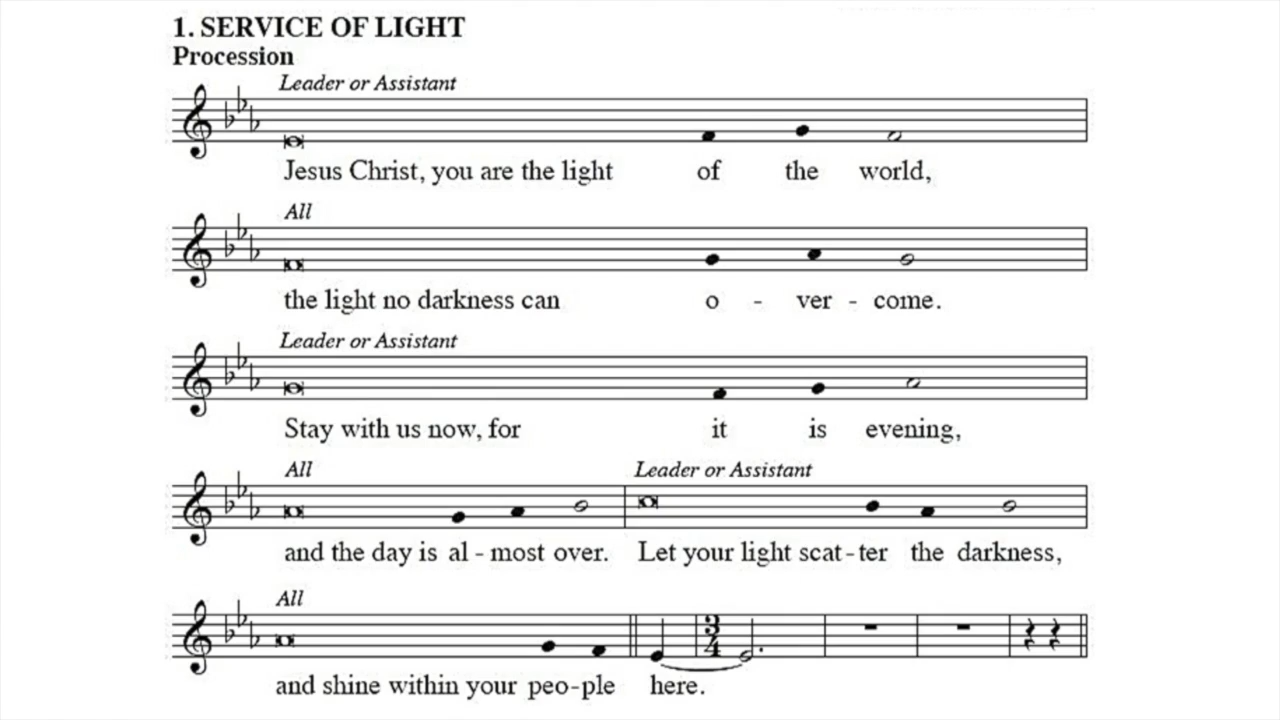 1. SERVICE OF LIGHT
Procession
Leader or Assistant
Jesus Christ, you are the light of the world,
All
the light no darkness can o - ver - come.
Leader or Assistant
Stay with us now, for it is evening,
All Leader or Assistant
and the day is al - most over. Let your light scat - ter the darkness,
All
3
4
and shine within your peo - ple here.